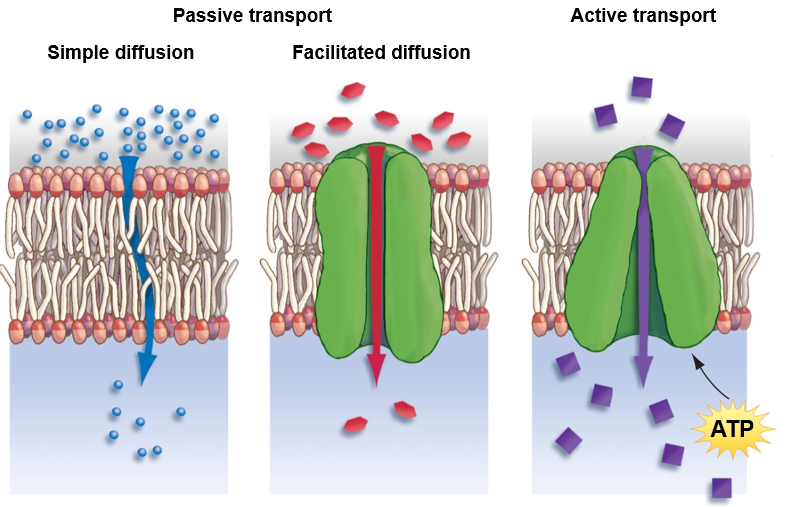 Passive transport
Active transport
Simple diffusion
Facilitated diffusion
ATP